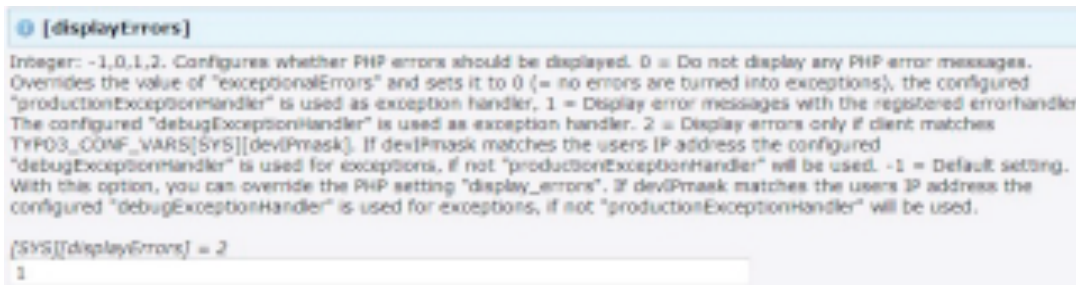 [displayErrors]
Integer: -1,0,1,2. Configures whether PHP errors should be displayed. 0 = Do not display any PHP error messages.
Overrides the value of "exceptionalErrors" and sets it to 0 (= no errors are turned into exceptions), the configured
"productionExceptionHandler" is used as exception handler. 1 = Display error messages with the registered errorhandler
The configured "debugExceptionHandler" is used as exception handler. 2 = Display errors only if client matches
TYPO3_CONF_VARS[SYS][devIPmask]. If devIPmask matches the users IP address the configured
"debugExceptionHandler" is used for exceptions, if not "productionExceptionHandler" will be used. -1 = Default setting.
With this option, you can override the PHP setting "display_errors". If devIPmask matches the users IP address the
configured "debugExceptionHandler" is used for exceptions, if not "productionExceptionHandler" will be used.
[SYS][displayErrors] = 2
1